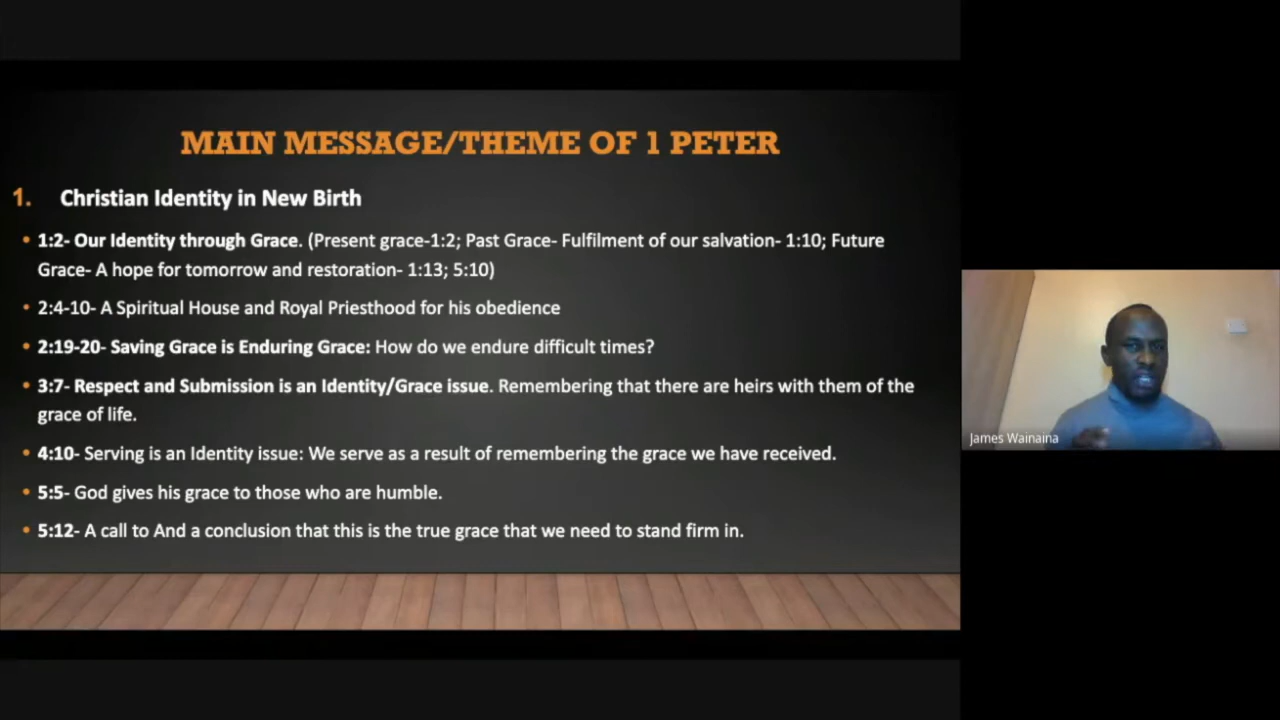 MAIN MESSAGE/THEME OF 1 PETER
1. Christian Identity in New Birth
• 1:2- Our Identity through Grace. (Present grace-1:2; Past Grace- Fulfilment of our salvation- 1:10; Future
Grace- A hope for tomorrow and restoration- 1:13; 5:10)
• 2:4-10- A Spiritual House and Royal Priesthood for his obedience
• 2:19-20- Saving Grace is Enduring Grace: How do we endure difficult times?
• 3:7- Respect and Submission is an Identity/Grace issue. Remembering that there are heirs with them of the
grace of life.
• 4:10- Serving is an Identity issue: We serve as a result of remembering the grace we have received.
• 5:5- God gives his grace to those who are humble.
• 5:12- A call to And a conclusion that this is the true grace that we need to stand firm in.
James Wainaina